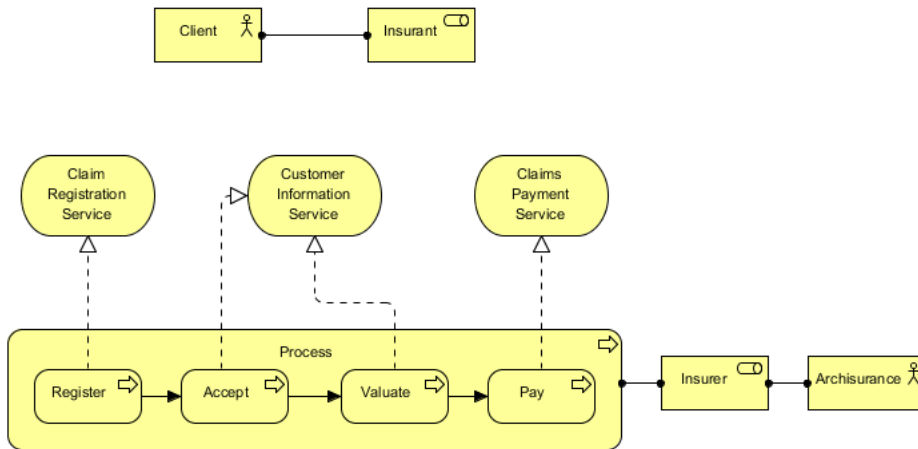 Client
Insurant
Claim
Registration
Service
Customer
Information
Service
Claims
Payment
Service
Process
Register
Accept
Valuate
Pay
Insurer
Archisurance